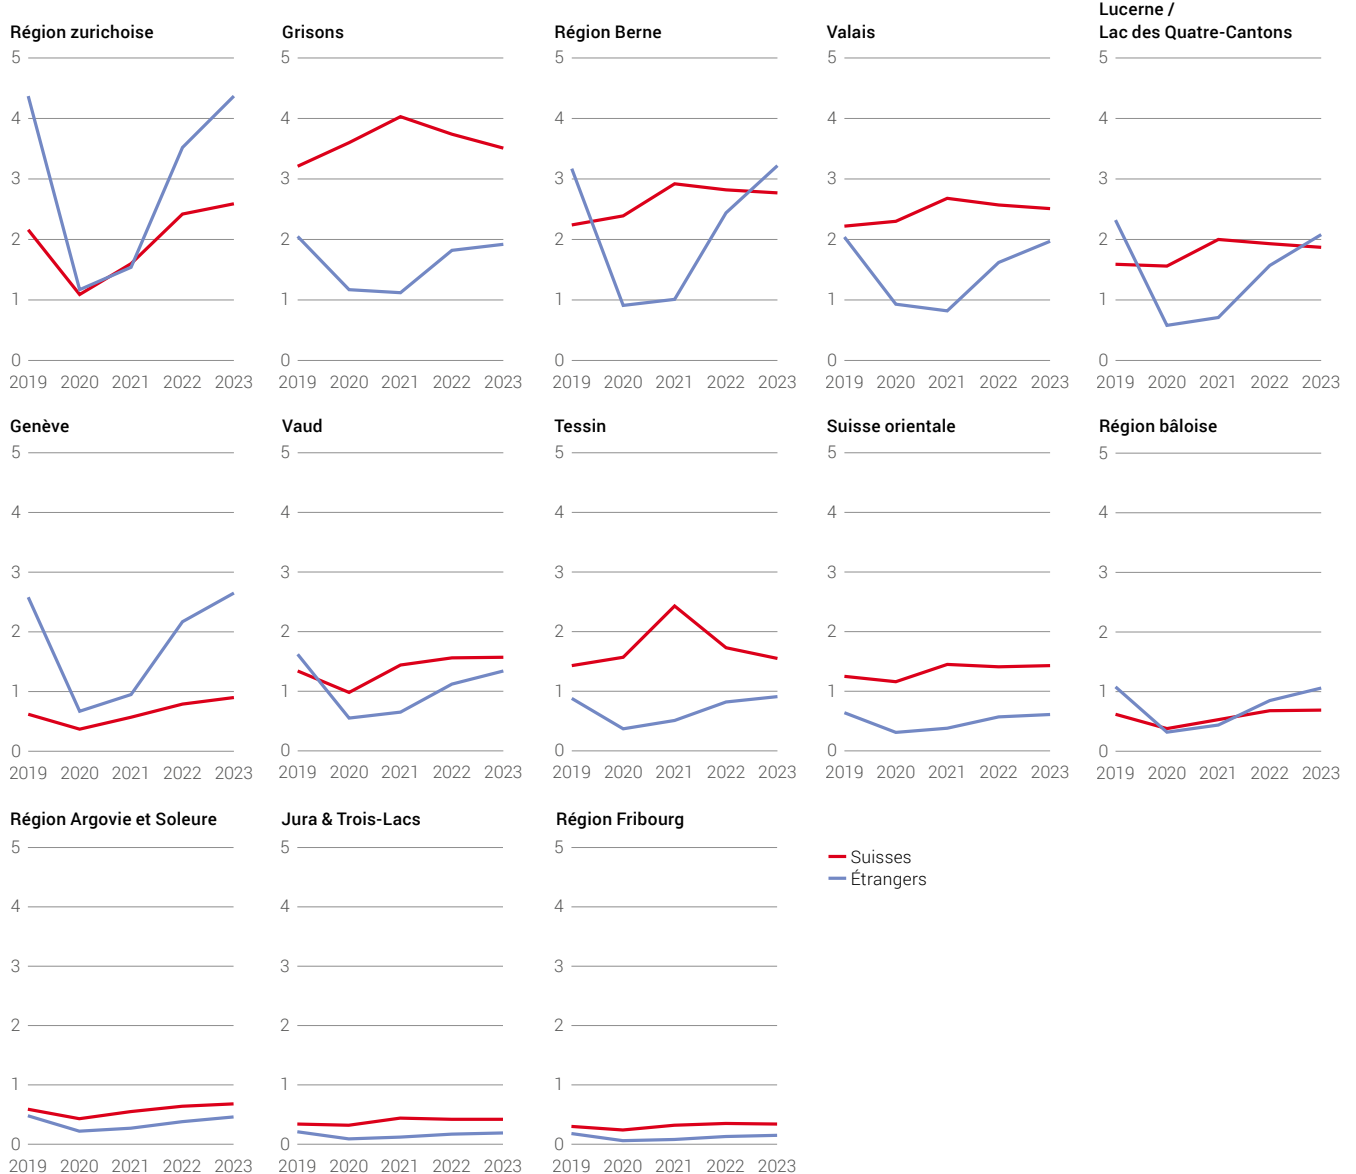 Région zurichoise
5
4
3
2
1
0
2019 2020 2021 2022 2023
Grisons
5
4
3
2
1
0
2019 2020 2021 2022 2023
Région Berne
5
4
3
2
1
0
2019 2020 2021 2022 2023
Valais
5
4
3
2
1
0
2019 2020 2021 2022 2023
Lucerne /
Lac des Quatre-Cantons
5
4
3
2
1
0
2019 2020 2021 2022 2023
Genève
5
4
3
2
1
0
2019 2020 2021 2022 2023
Vaud
5
4
3
2
1
0
2019 2020 2021 2022 2023
Tessin
5
4
3
2
1
0
2019 2020 2021 2022 2023
Suisse orientale
5
4
3
2
1
0
2019 2020 2021 2022 2023
Région bâloise
5
4
3
2
1
0
2019 2020 2021 2022 2023
Région Argovie et Soleure
5
4
3
2
1
0
2019 2020 2021 2022 2023
Jura & Trois-Lacs
5
4
3
2
1
0
2019 2020 2021 2022 2023
Région Fribourg
5
4
3
2
1
0
2019 2020 2021 2022 2023
Suisses
Étrangers